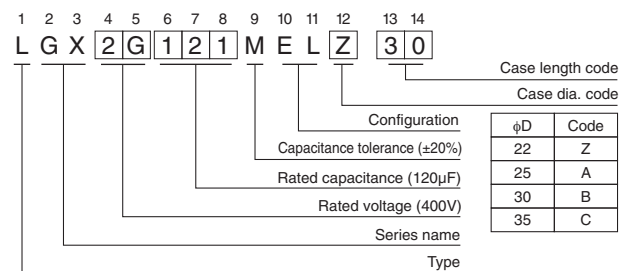 1 2 3 4 5 6 7 8 9 10 11 12 13 14
L G X 2 G 1 2 1 M E L Z 3 0
Case length code
Case dia. code
Configuration
Capacitance tolerance (±20%)
Rated capacitance (120µF)
Rated voltage (400V)
Series name
Type
ϕD Code
22 Z
25 A
30 B
35 C